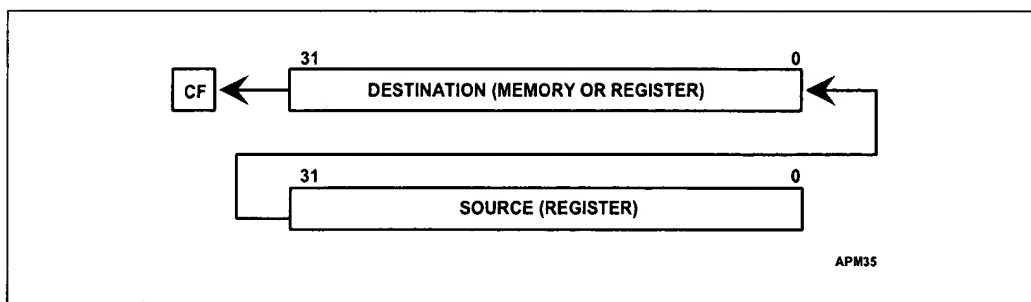 31 0
CF DESTINATION (MEMORY OR REGISTER)
31 0
SOURCE (REGISTER)
APM35